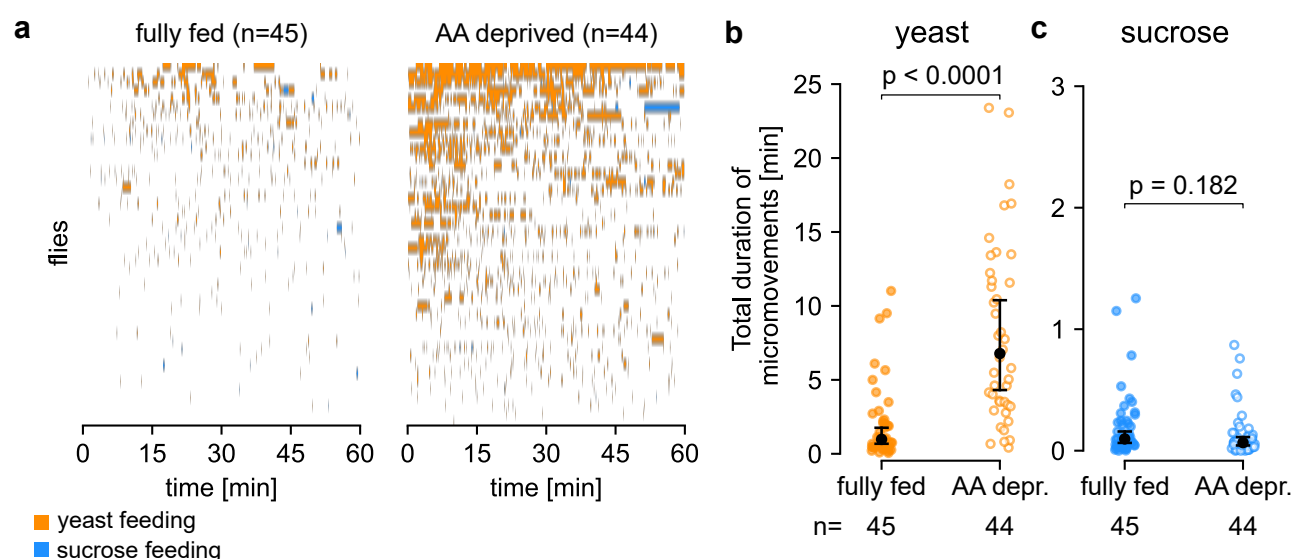 a
fully fed (n=45)
AA deprived (n=44)
flies
0 15 30 45 60
time [min]
0 15 30 45 60
time [min]
yeast feeding
sucrose feeding
b
yeast
p < 0.0001
Total duration of
micromovements [min]
25
20
15
10
5
0
fully fed AA depr.
n= 45 44
c
sucrose
p = 0.182
3
2
1
0
fully fed AA depr.
45 44